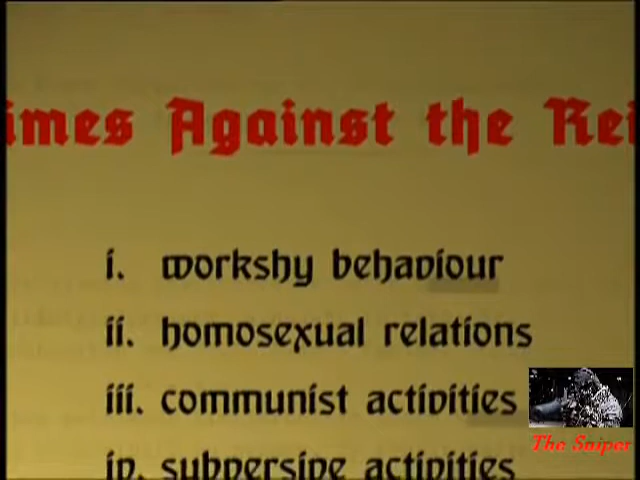 imes Against the Rei
i. workshy behaviour
ii. homosexual relations
iii. communist activities
iv. subversive activities
The Sniper